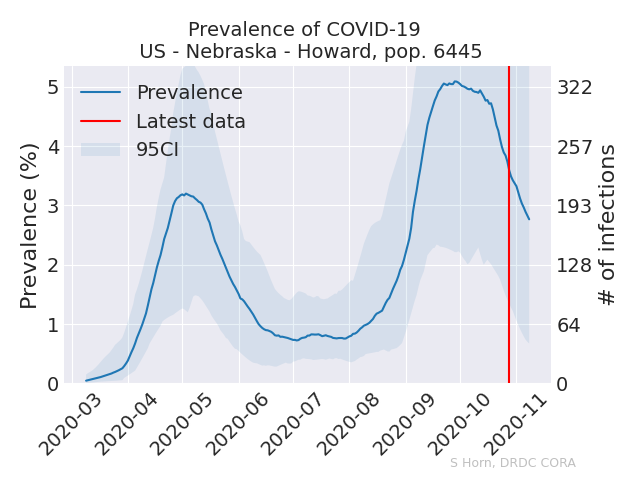 Prevalence of COVID-19
US - Nebraska - Howard, pop. 6445
Prevalence
Latest data
95CI
Prevalence (%)
5
4
3
2
1
0
322
257
193
128
64
0
# of infections
2020-03
2020-04
2020-05
2020-06
2020-07
2020-08
2020-09
2020-10
2020-11
S Horn, DRDC CORA